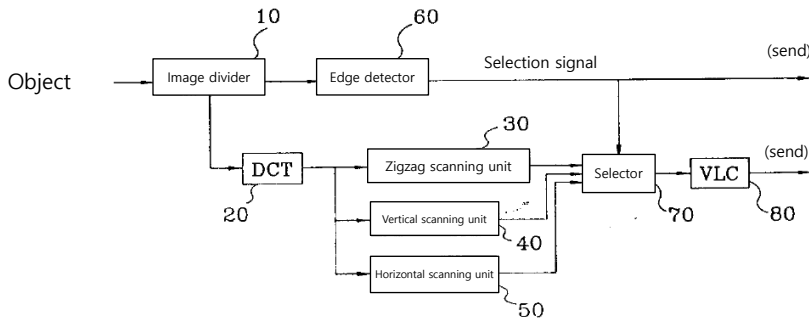 10
60
Object
Image divider
Edge detector
Selection signal
(send)
30
DCT
20
Zigzag scanning unit
Selector
70
VLC
80
(send)
Vertical scanning unit
40
Horizontal scanning unit
50